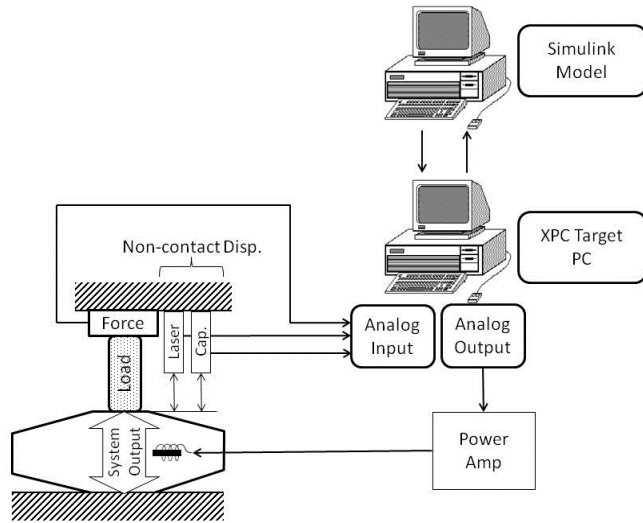 Simulink
Model
XPC Target
PC
Non-contact Disp.
Force
Laser
Cap.
Load
Analog
Input
Analog
Output
System
Output
Power
Amp